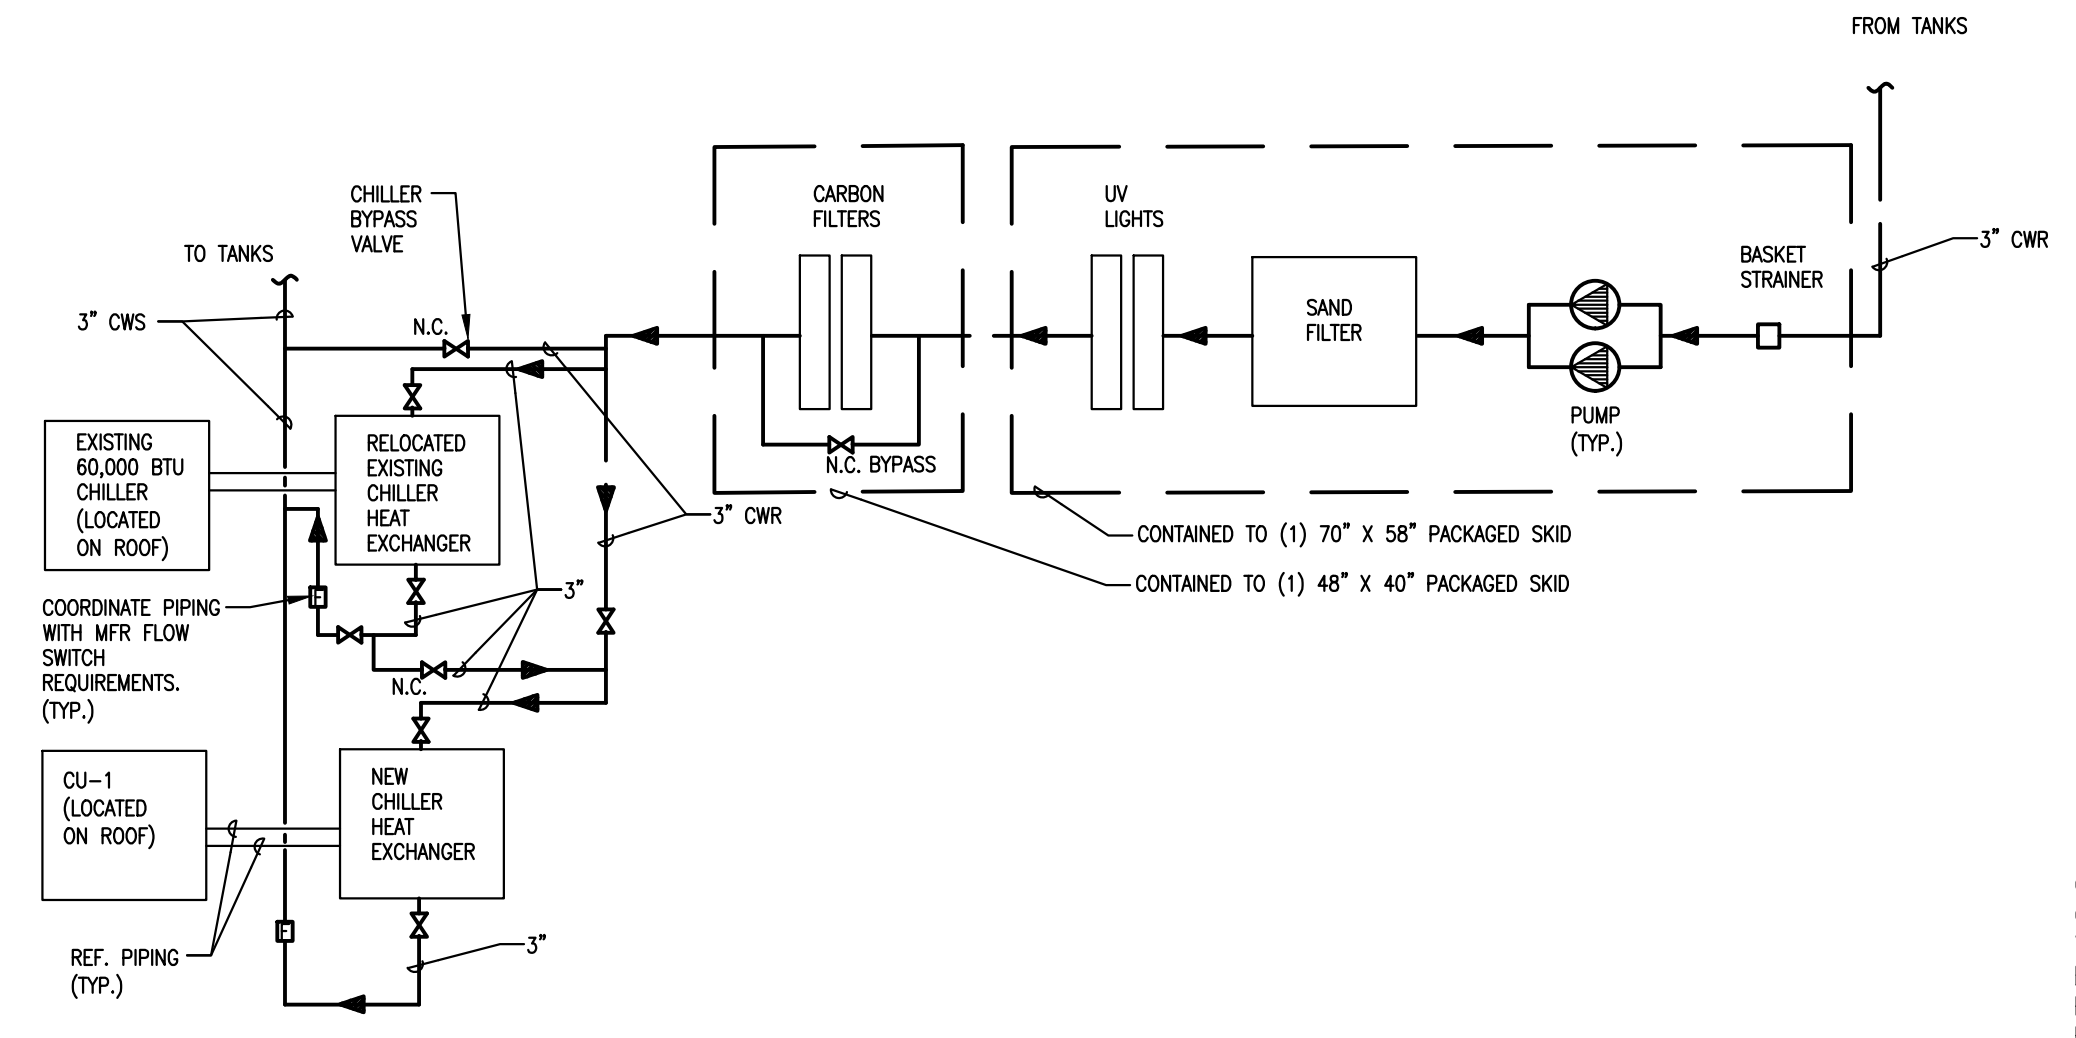 FROM TANKS
CHILLER
BYPASS
VALVE
CARBON
FILTERS
UV
LIGHTS
TO TANKS
3" CWR
BASKET
STRAINER
3" CWS
N.C.
SAND
FILTER
PUMP
(TYP.)
EXISTING
60,000 BTU
CHILLER
(LOCATED
ON ROOF)
RELOCATED
EXISTING
CHILLER
HEAT
EXCHANGER
N.C. BYPASS
3" CWR
CONTAINED TO (1) 70" X 58" PACKAGED SKID
CONTAINED TO (1) 48" X 40" PACKAGED SKID
3"
COORDINATE PIPING
WITH MFR FLOW
SWITCH
REQUIREMENTS.
(TYP.)
N.C.
CU-1
(LOCATED
ON ROOF)
NEW
CHILLER
HEAT
EXCHANGER
3"
REF. PIPING
(TYP.)